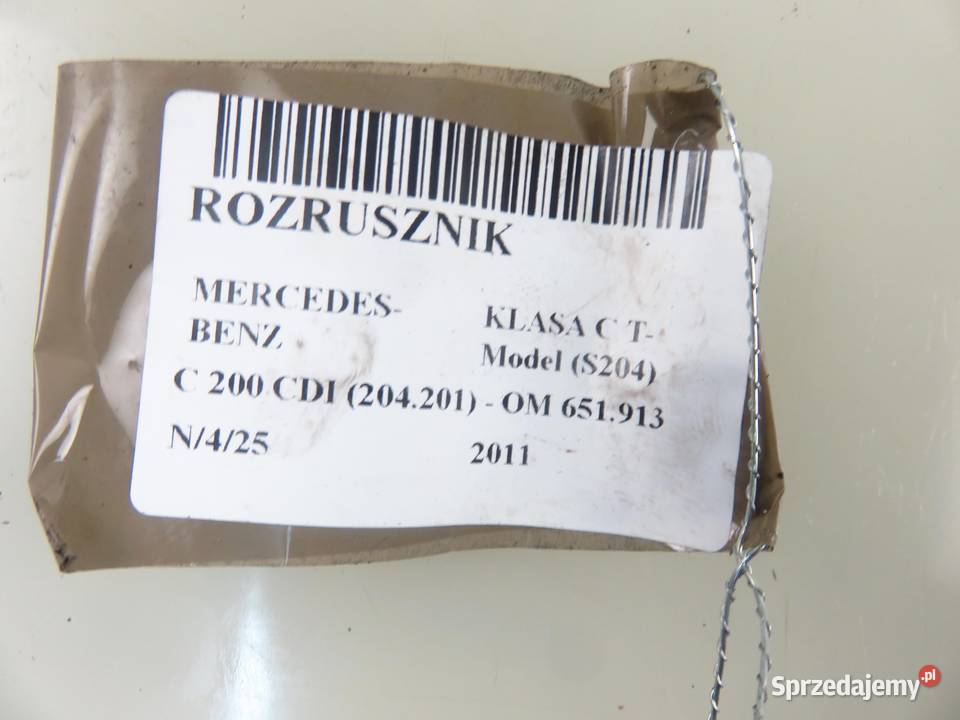 ROZRUSZNIK
MERCEDES-
BENZ
KLASA C T-
Model (S204)
C 200 CDI (204.201) - OM 651.913
N/4/25
2011
Sprzedajemy.pl